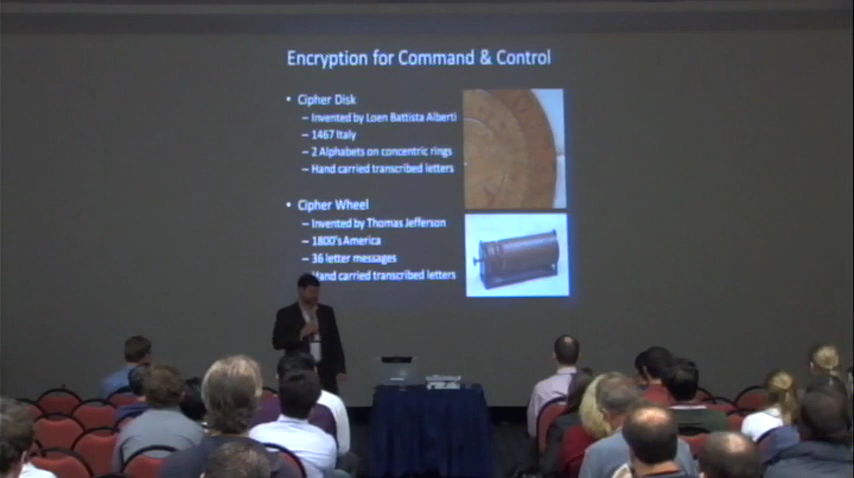 Encryption for Command & Control
• Cipher Disk
– Invented by Loen Battista Alberti
– 1467 Italy
– 2 Alphabets on concentric rings
– Hand carried transcribed letters
• Cipher Wheel
– Invented by Thomas Jefferson
– 1800's America
– 36 letter messages
Hand carried transcribed letters